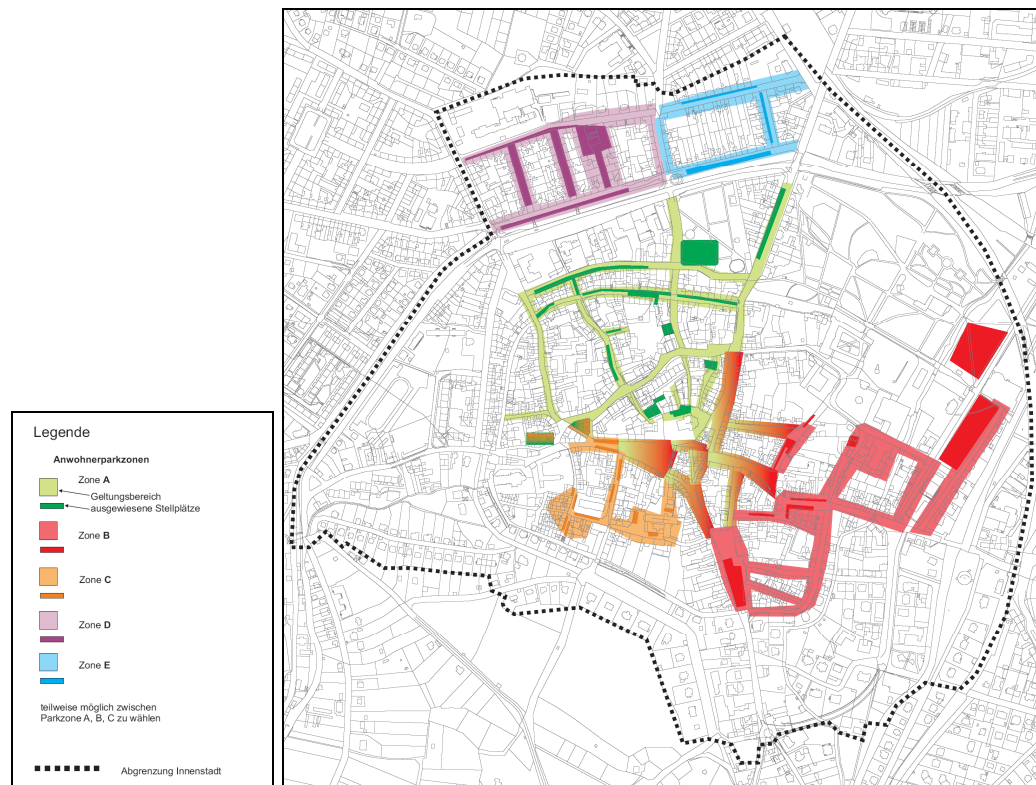 Legende
Anwohnerparkzonen
Zone A
Geltungsbereich
ausgewiesene Stellplätze
Zone B
Zone C
Zone D
Zone E
teilweise möglich zwischen
Parkzone A, B, C zu wählen
Abgrenzung Innenstadt